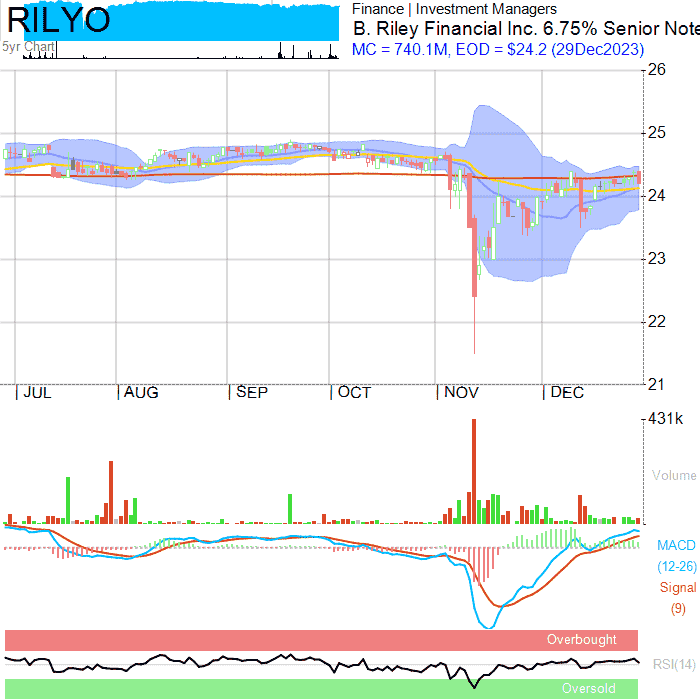 RILYO
5yr Chart
Finance | Investment Managers
B. Riley Financial Inc. 6.75% Senior Note
MC = 740.1M, EOD = $24.2 (29Dec2023)
26
25
24
23
22
21
JUL AUG SEP OCT NOV DEC
431k
Volume
MACD
(12-26)
Signal
(9)
Overbought
RSI(14)
Oversold